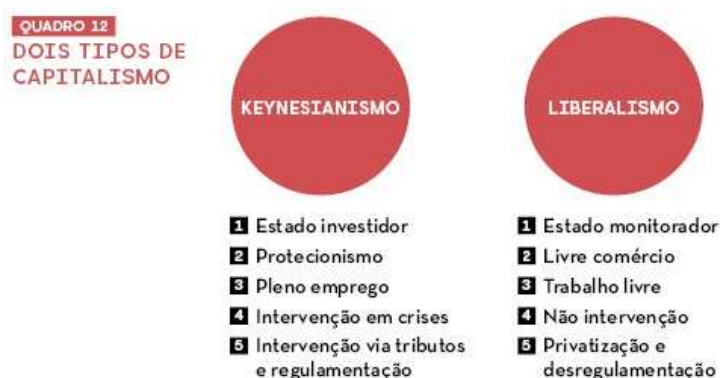 QUADRO 12
DOIS TIPOS DE
CAPITALISMO
KEYNESIANISMO
1 Estado investidor
2 Protecionismo
3 Pleno emprego
4 Intervenção em crises
5 Intervenção via tributos
e regulamentação
LIBERALISMO
1 Estado monitorador
2 Livre comércio
3 Trabalho livre
4 Não intervenção
5 Privatização e
desregulamentação